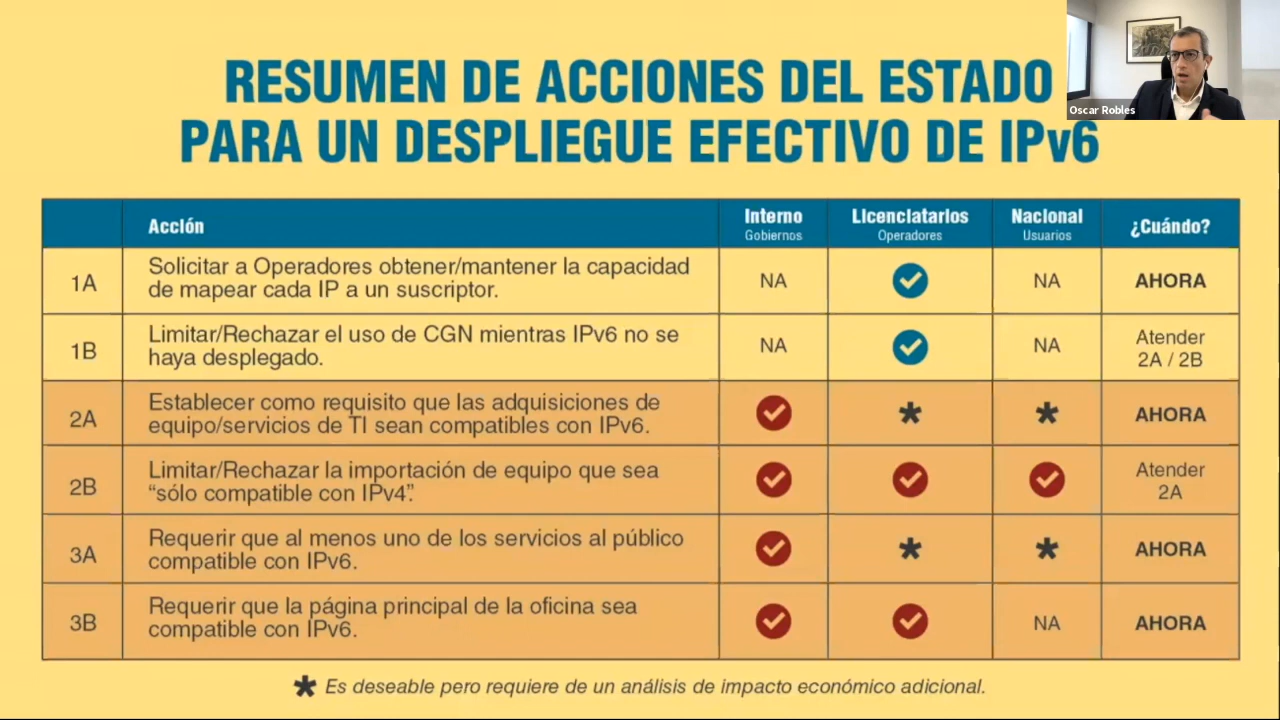 RESUMEN DE ACCIONES DEL ESTADO
PARA UN DESPLIEGUE EFECTIVO DE IPv6
Oscar Robles
Acción
Interno
Gobiernos
Licenciatarios
Operadores
Nacional
Usuarios
¿Cuándo?
1A
Solicitar a Operadores obtener/mantener la capacidad
de mapear cada IP a un suscriptor.
NA
NA
AHORA
1B
Limitar/Rechazar el uso de CGN mientras IPv6 no se
haya desplegado.
NA
NA
Atender
2A / 2B
2A
Establecer como requisito que las adquisiciones de
equipo/servicios de TI sean compatibles con IPv6.
*
*
AHORA
2B
Limitar/Rechazar la importación de equipo que sea
“sólo compatible con IPv4”.
Atender
2A
3A
Requerir que al menos uno de los servicios al público
compatible con IPv6.
*
*
AHORA
3B
Requerir que la página principal de la oficina sea
compatible con IPv6.
NA
AHORA
* Es deseable pero requiere de un análisis de impacto económico adicional.